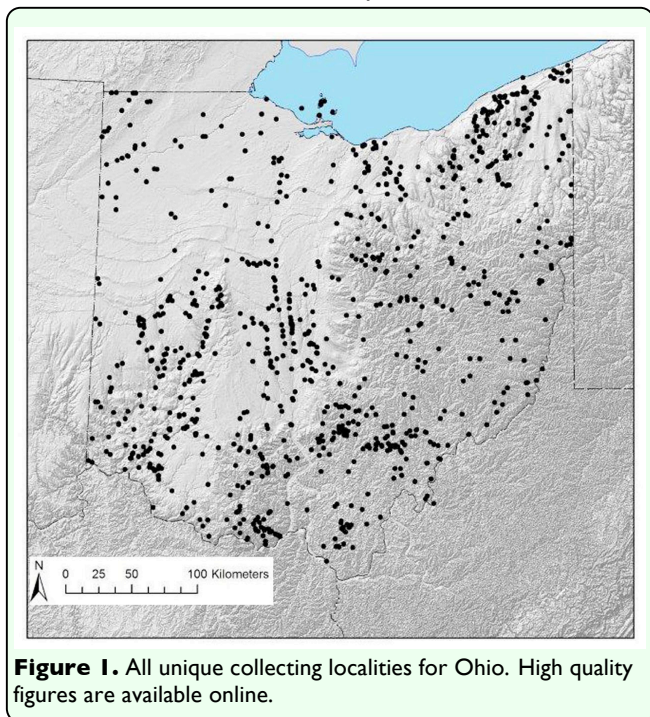 N
0 25 50 100 Kilometers
Figure 1. All unique collecting localities for Ohio. High quality
figures are available online.